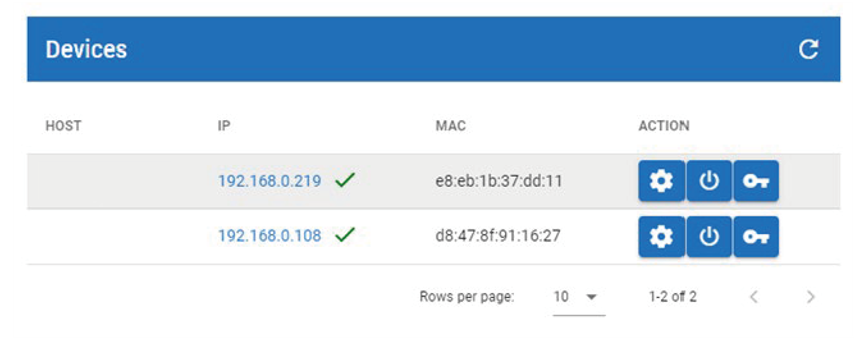 Devices
HOST IP MAC ACTION
192.168.0.219 e8:eb:1b:37:dd:11
192.168.0.108 d8:47:8f:91:16:27
Rows per page: 10 1-2 of 2